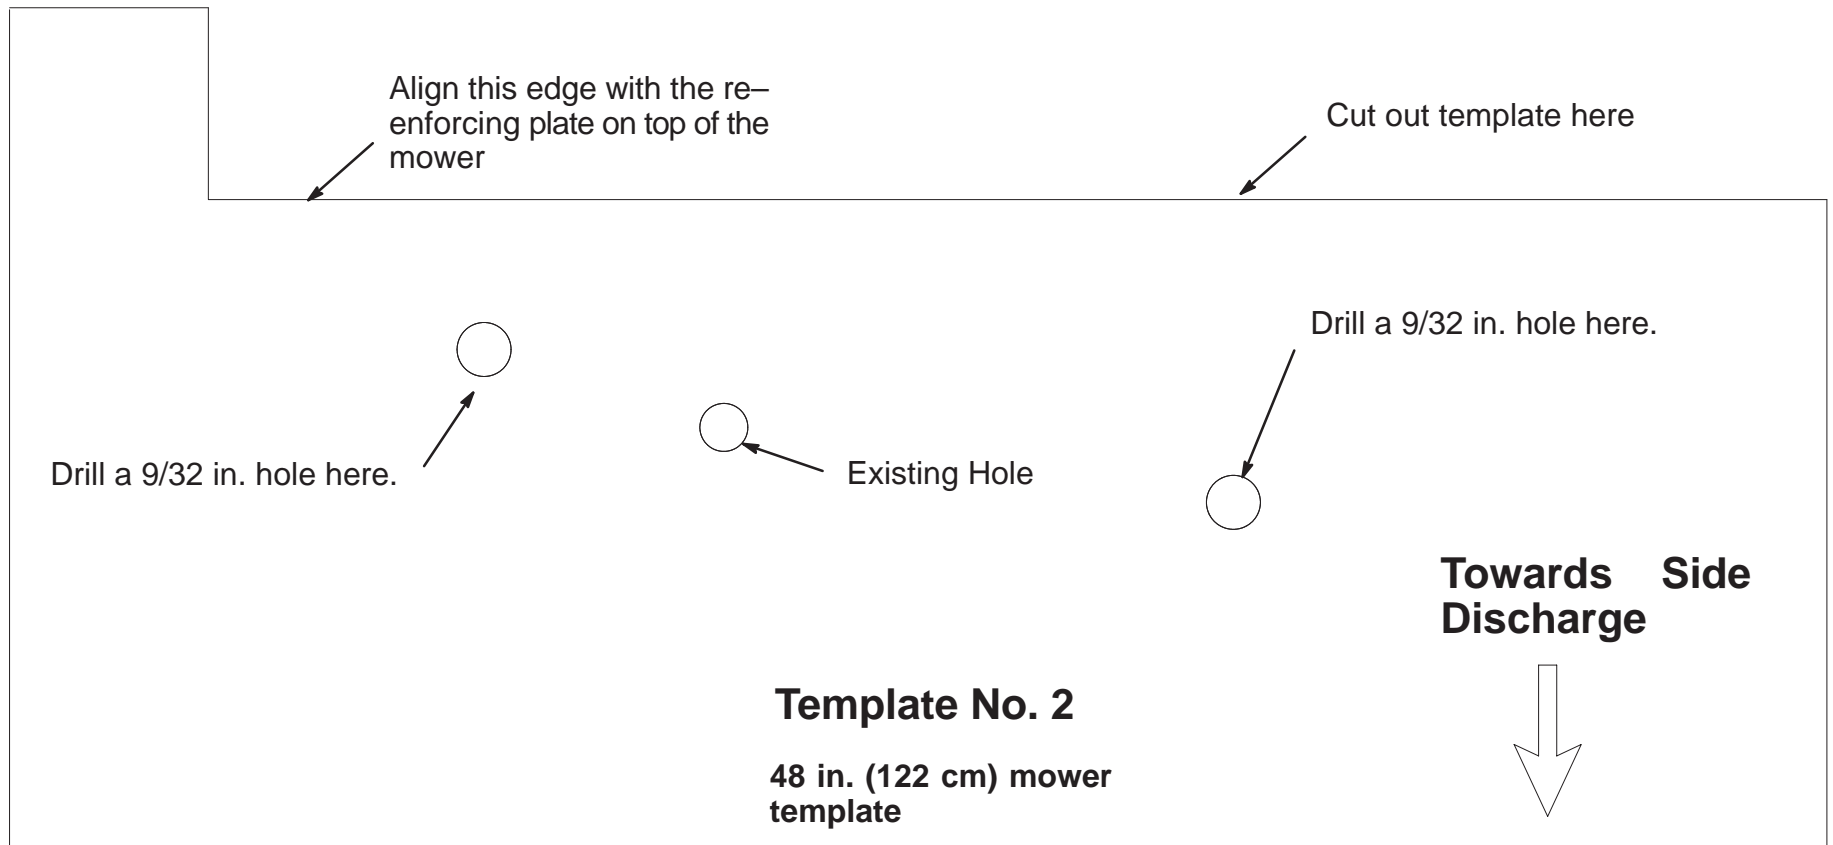 Align this edge with the re–
enforcing plate on top of the
mower
Cut out template here
Drill a 9/32 in. hole here.
Drill a 9/32 in. hole here.
Existing Hole
Towards Side
Discharge
Template No. 2
48 in. (122 cm) mower
template